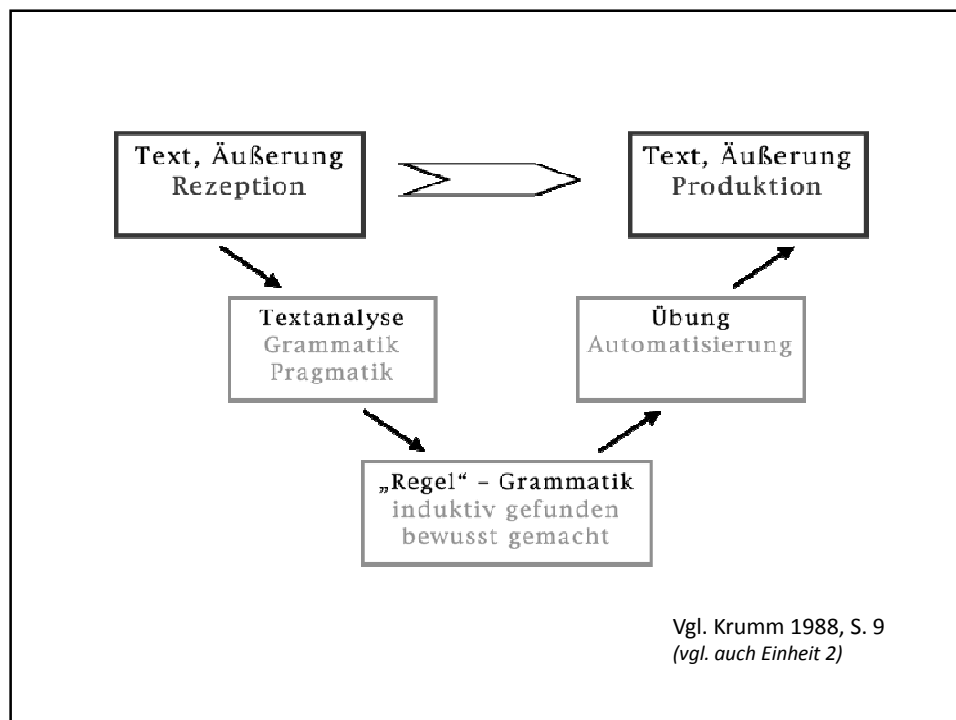 Text, Äußerung
Rezeption
Text, Äußerung
Produktion
Textanalyse
Grammatik
Pragmatik
Übung
Automatisierung
„Regel“ – Grammatik
induktiv gefunden
bewusst gemacht
Vgl. Krumm 1988, S. 9
(vgl. auch Einheit 2)